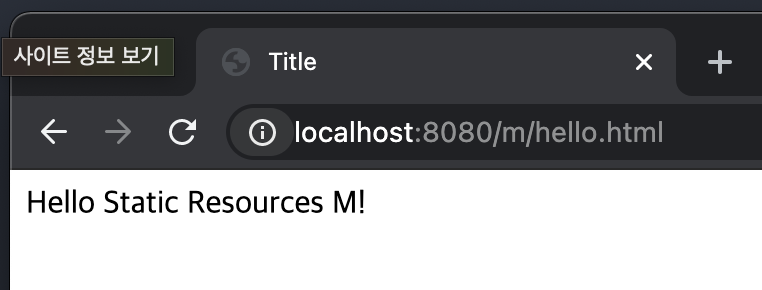 사이트 정보 보기
Title
localhost:8080/m/hello.html
Hello Static Resources M!